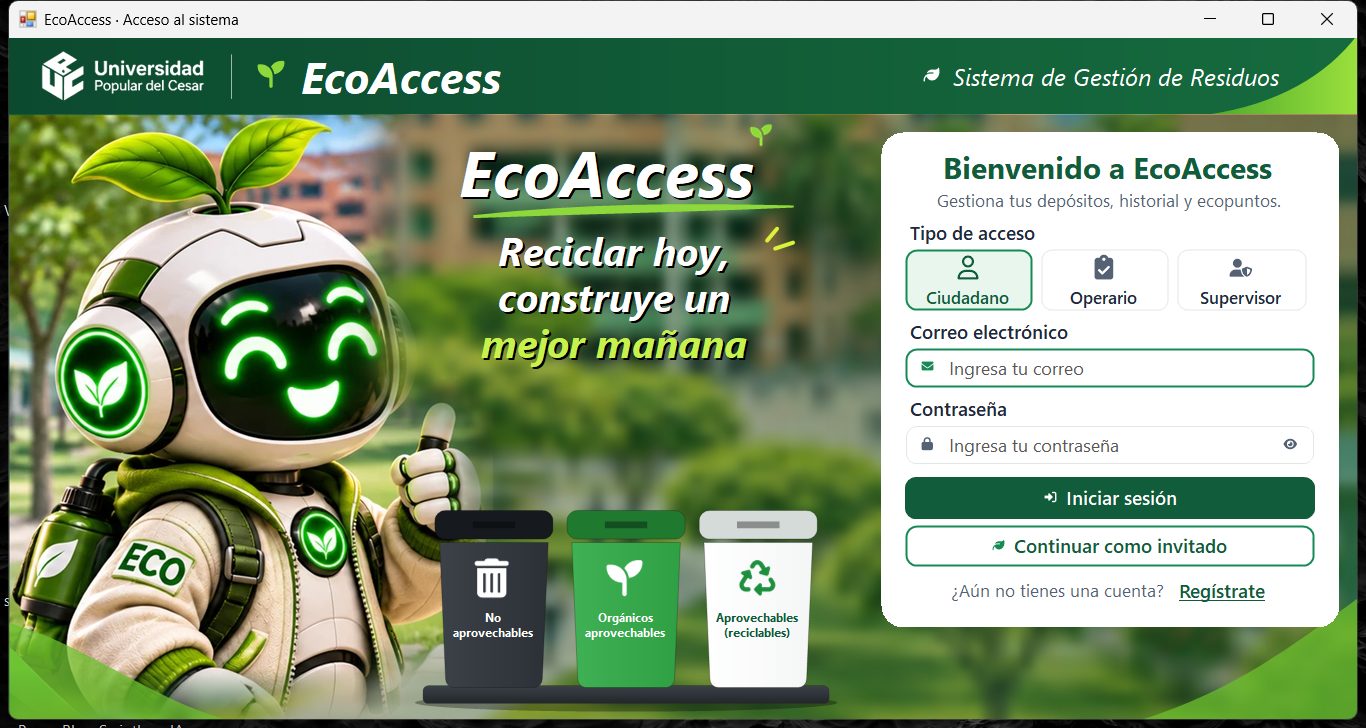 EcoAccess · Acceso al sistema
Universidad
Popular del Cesar
EcoAccess
Sistema de Gestión de Residuos
EcoAccess
Reciclar hoy,
construye un
mejor mañana
ECO
No
aprovechables
Orgánicos
aprovechables
Aprovechables
(reciclables)
Bienvenido a EcoAccess
Gestiona tus depósitos, historial y ecopuntos.
Tipo de acceso
Ciudadano
Operario
Supervisor
Correo electrónico
Ingresa tu correo
Contraseña
Ingresa tu contraseña
Iniciar sesión
Continuar como invitado
¿Aún no tienes una cuenta? Regístrate